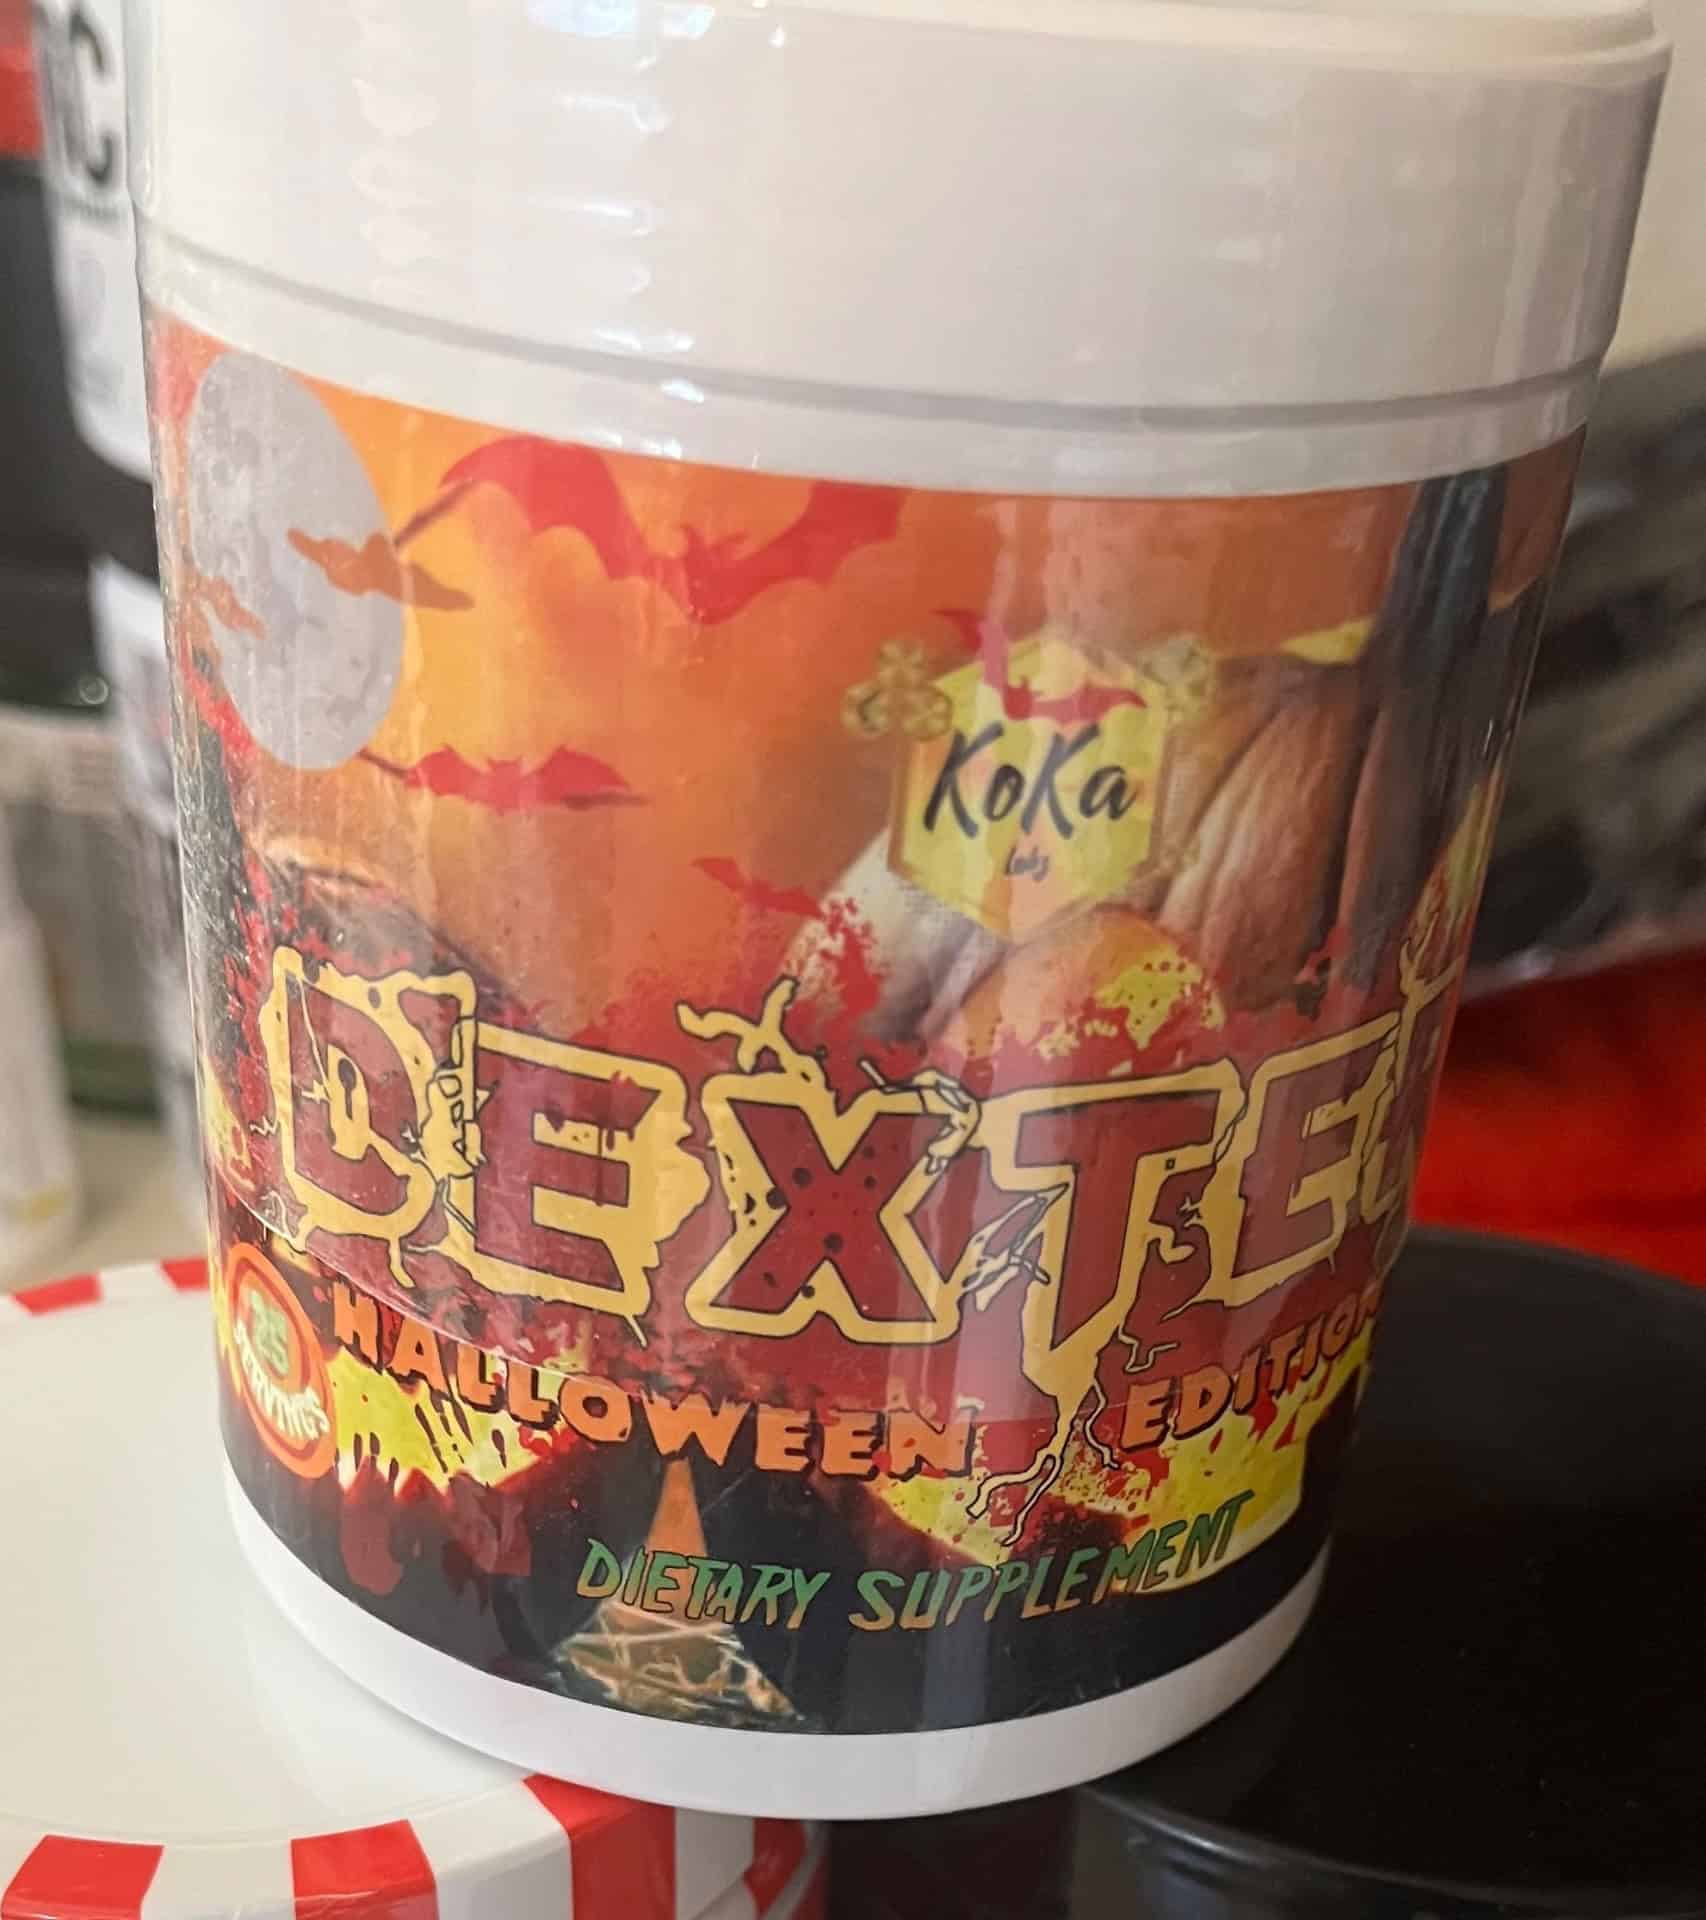 KoKa
Labs
DEXTER
25
SERVINGS
HALLOWEEN EDITION
DIETARY SUPPLEMENT